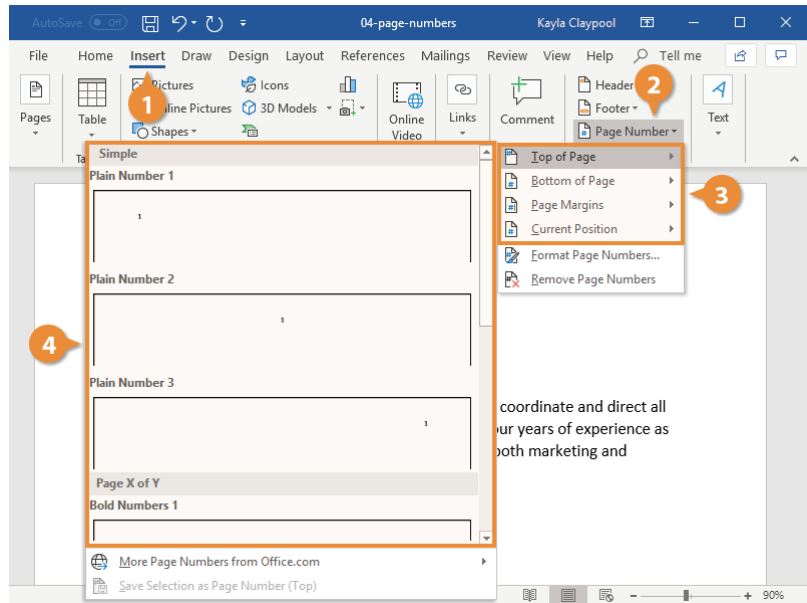 AutoSave Off 04-page-numbers Kayla Claypool
File Home Insert Draw Design Layout References Mailings Review View Help Tell me
Pages
Table
Pictures
Online Pictures
Shapes
Icons
3D Models
Online
Video
Links
Comment
Header
Footer
Page Number
Text
1
2
Top of Page
Bottom of Page
Page Margins
Current Position
Format Page Numbers...
Remove Page Numbers
3
Simple
Plain Number 1
1
Plain Number 2
1
Plain Number 3
1
Page X of Y
Bold Numbers 1
4
More Page Numbers from Office.com
Save Selection as Page Number (Top)
coordinate and direct all
ur years of experience as
both marketing and
90%